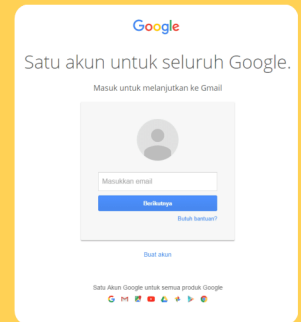 Google
Satu akun untuk seluruh Google.
Masuk untuk melanjutkan ke Gmail
Masukkan email
Berikutnya
Butuh bantuan?
Buat akun
Satu Akun Google untuk semua produk Google